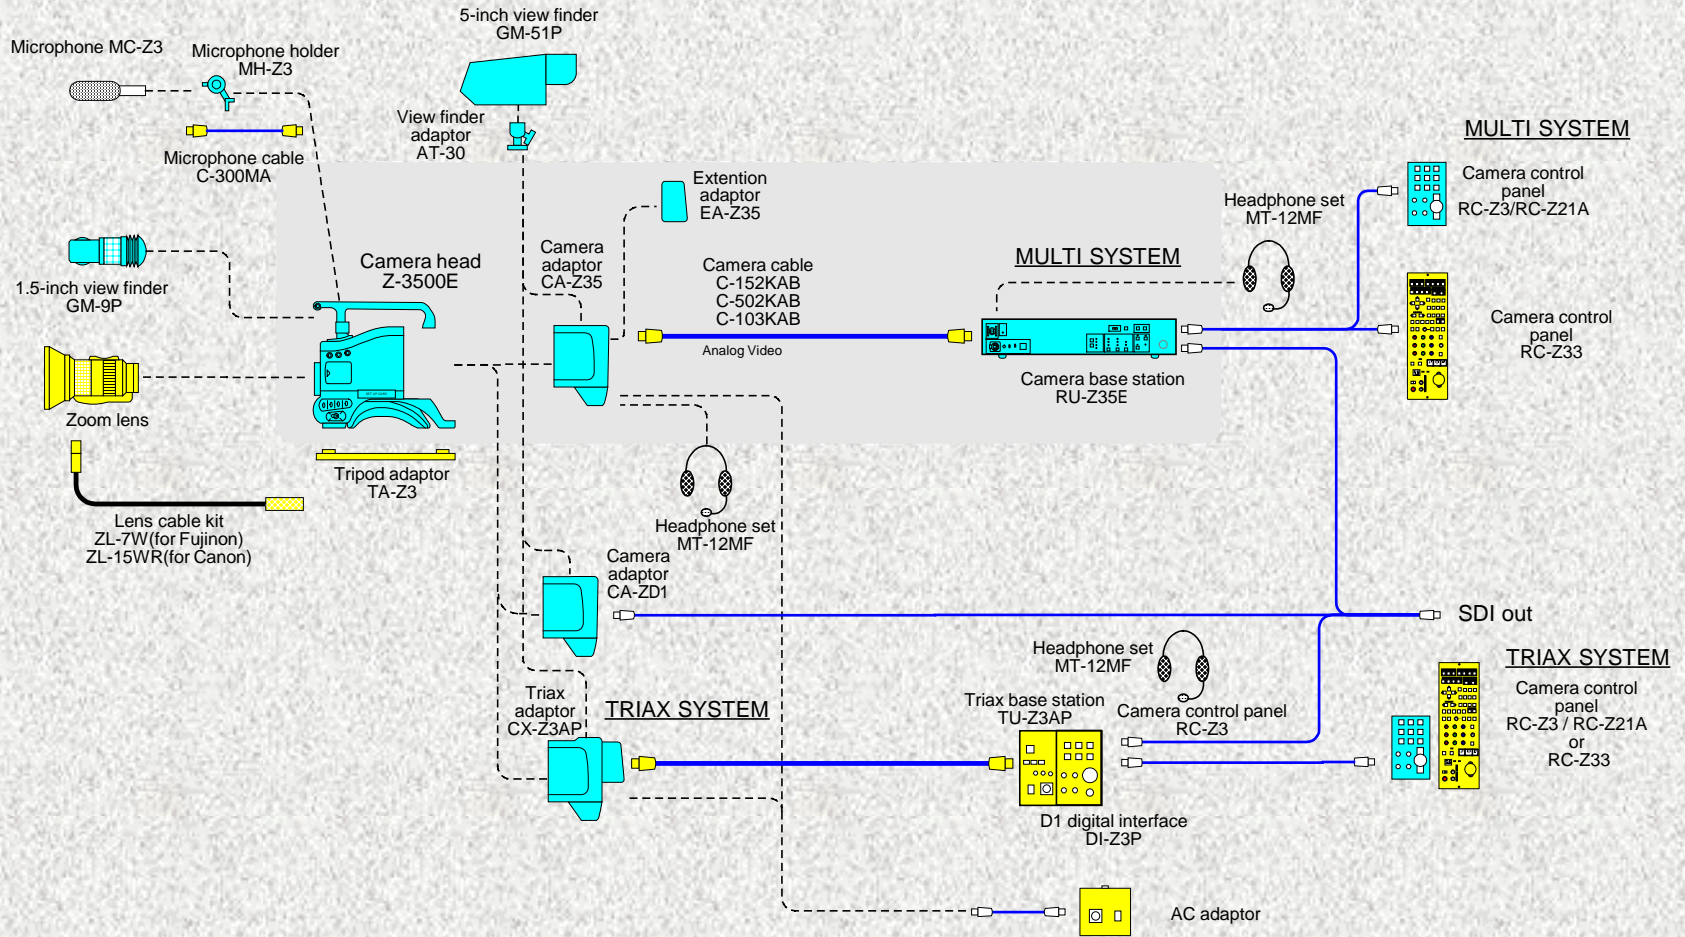 5-inch view finder
GM-51P
Microphone MC-Z3
Microphone holder
MH-Z3
View finder
adaptor
AT-30
Microphone cable
C-300MA
MULTI SYSTEM
Camera control
panel
RC-Z3/RC-Z21A
Extention
adaptor
EA-Z35
Headphone set
MT-12MF
1.5-inch view finder
GM-9P
Camera head
Z-3500E
Camera
adaptor
CA-Z35
Camera cable
C-152KAB
C-502KAB
C-103KAB
Analog Video
MULTI SYSTEM
Camera base station
RU-Z35E
Camera control
panel
RC-Z33
Zoom lens
Tripod adaptor
TA-Z3
Lens cable kit
ZL-7W(for Fujinon)
ZL-15WR(for Canon)
Headphone set
MT-12MF
Camera
adaptor
CA-ZD1
SDI out
Headphone set
MT-12MF
TRIAX SYSTEM
Camera control
panel
RC-Z3 / RC-Z21A
or
RC-Z33
Triax
adaptor
CX-Z3AP
TRIAX SYSTEM
Triax base station
TU-Z3AP
Camera control panel
RC-Z3
D1 digital interface
DI-Z3P
AC adaptor